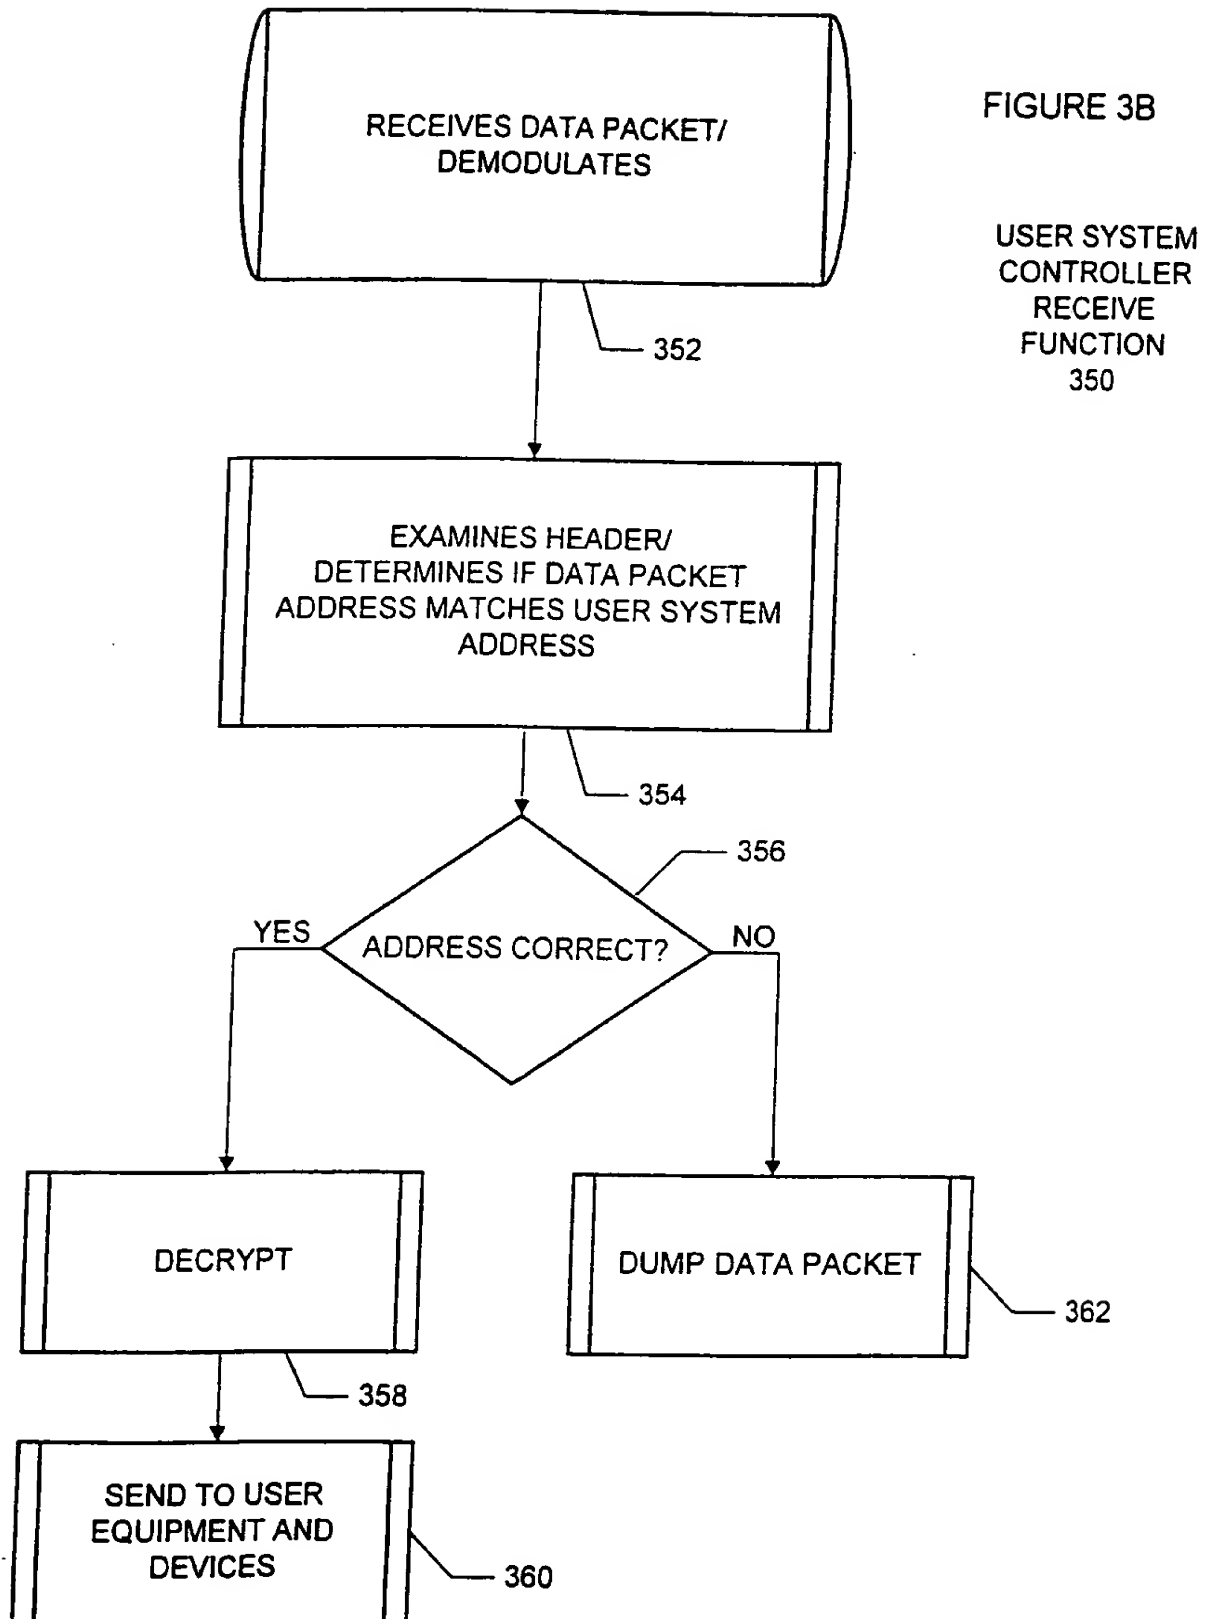 RECEIVES DATA PACKET/
DEMODULATES
FIGURE 3B
USER SYSTEM
CONTROLLER
RECEIVE
FUNCTION
350
352
EXAMINES HEADER/
DETERMINES IF DATA PACKET
ADDRESS MATCHES USER SYSTEM
ADDRESS
354
356
YES
ADDRESS CORRECT?
NO
DECRYPT
DUMP DATA PACKET
362
358
SEND TO USER
EQUIPMENT AND
DEVICES
360